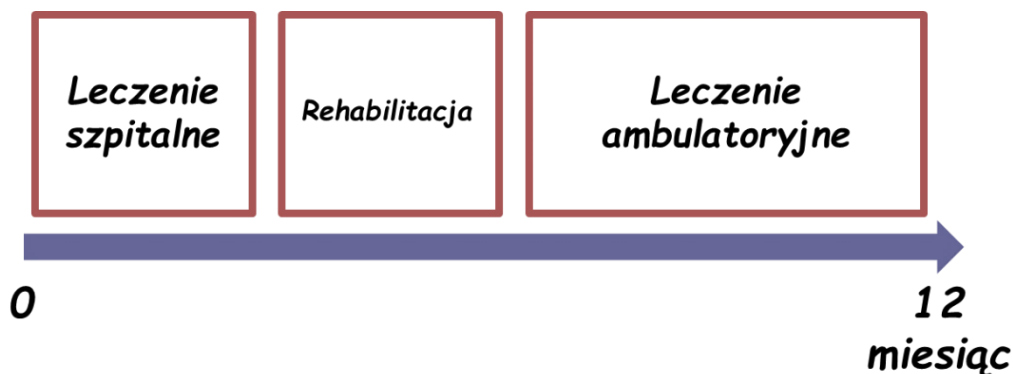 Leczenie
szpitalne
Rehabilitacja
Leczenie
ambulatoryjne
0
12
miesiąc